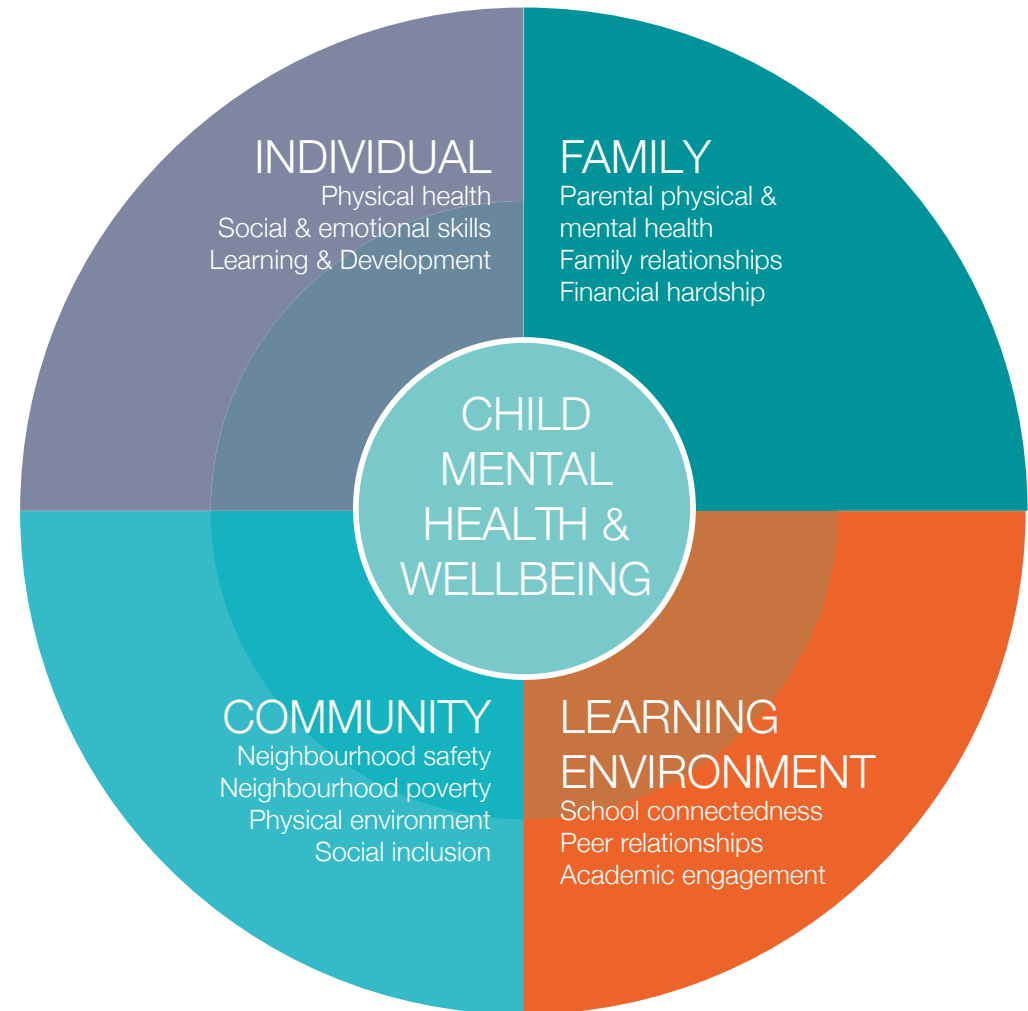 INDIVIDUAL
Physical health
Social & emotional skills
Learning & Development
FAMILY
Parental physical &
mental health
Family relationships
Financial hardship
CHILD
MENTAL
HEALTH &
WELLBEING
COMMUNITY
Neighbourhood safety
Neighbourhood poverty
Physical environment
Social inclusion
LEARNING
ENVIRONMENT
School connectedness
Peer relationships
Academic engagement